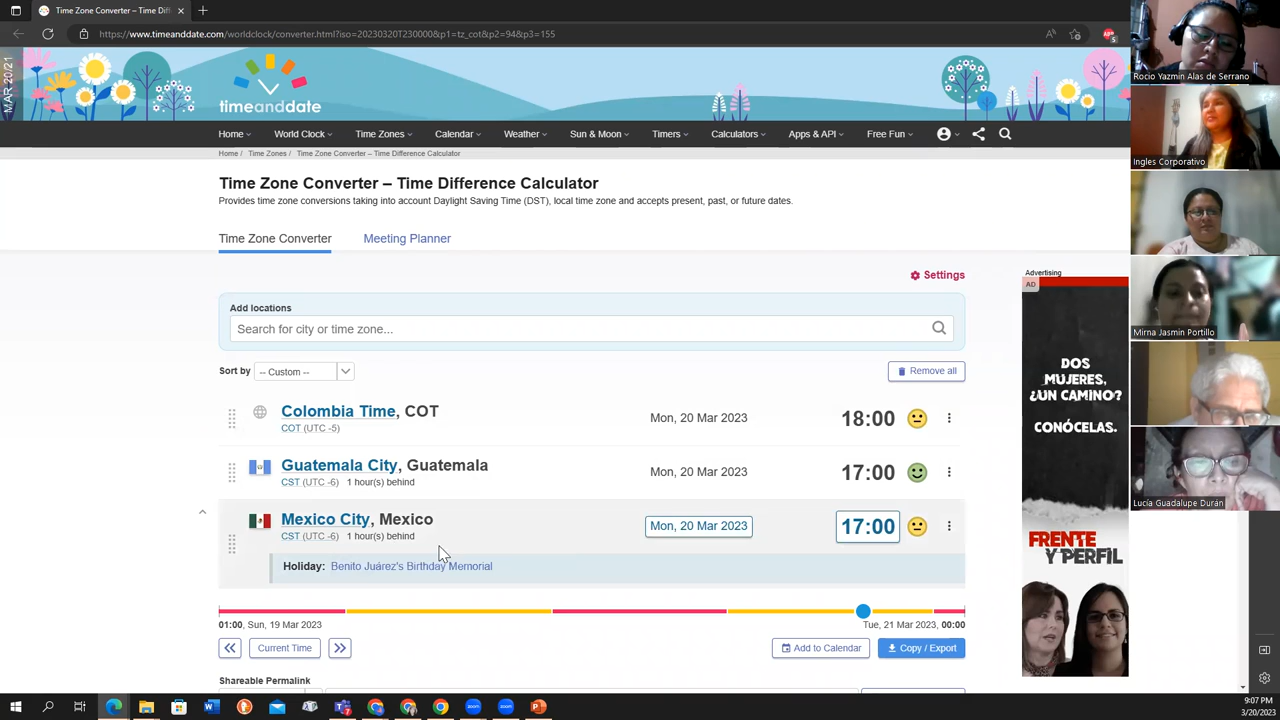 Time Zone Converter – Time Dif
https://www.timeanddate.com/worldclock/converter.html?iso=20230320T230000&p1=tz_cot&p2=94&p3=155
MAR 20/21
timeanddate
Home World Clock Time Zones Calendar Weather Sun & Moon Timers Calculators Apps & API Free Fun
Home / Time Zones / Time Zone Converter – Time Difference Calculator
Time Zone Converter – Time Difference Calculator
Provides time zone conversions taking into account Daylight Saving Time (DST), local time zone and accepts present, past, or future dates.
Time Zone Converter Meeting Planner
Settings
Add locations
Search for city or time zone...
Sort by -- Custom -- Remove all
Colombia Time, COT Mon, 20 Mar 2023 18:00
COT (UTC -5)
Guatemala City, Guatemala Mon, 20 Mar 2023 17:00
CST (UTC -6) 1 hour(s) behind
Mexico City, Mexico Mon, 20 Mar 2023 17:00
CST (UTC -6) 1 hour(s) behind
Holiday: Benito Juárez's Birthday Memorial
01:00, Sun, 19 Mar 2023 Tue, 21 Mar 2023, 00:00
Current Time Add to Calendar Copy / Export
Shareable Permalink
Advertising
AD
DOS
MUJERES,
¿UN CAMINO?
CONÓCELAS.
FRENTE
Y PERFIL
Rocio Yazmin Alas de Serrano
Ingles Corporativo
Mirna Jasmin Portillo
Lucía Guadalupe Durán
9:07 PM
3/20/2023